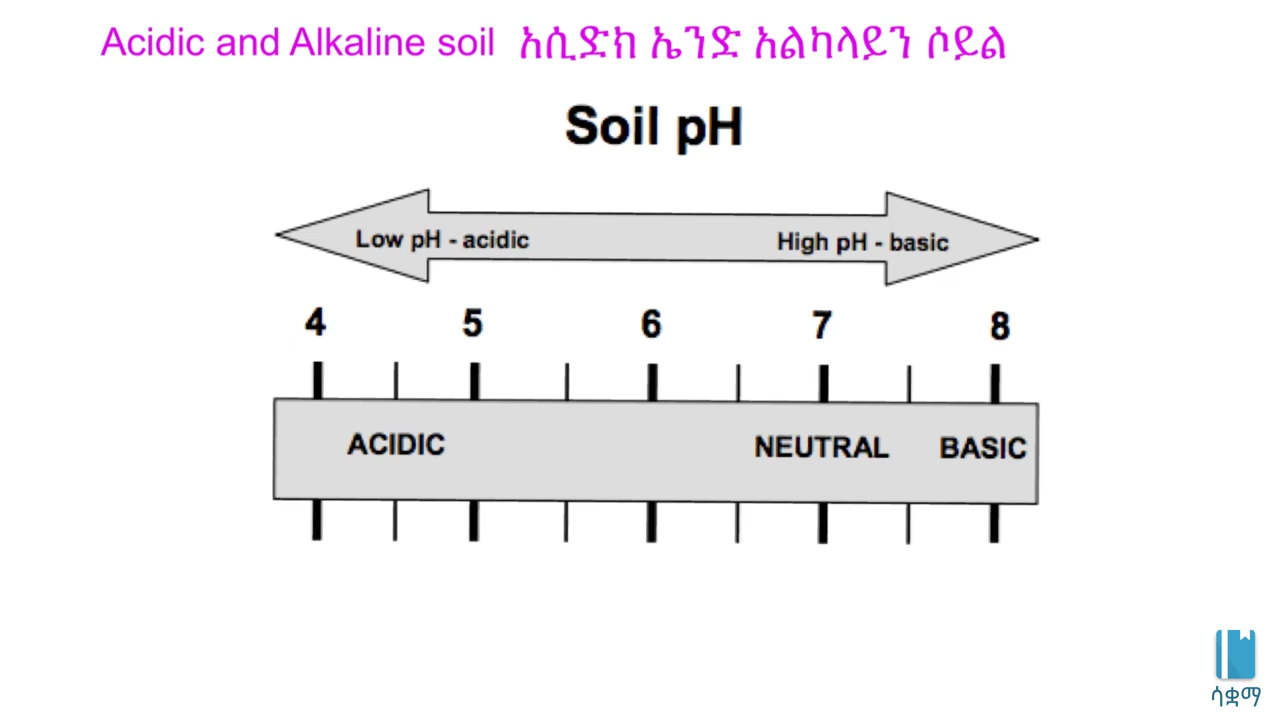 Acidic and Alkaline soil አሲድክ ኤንድ አልካላይን ሶይል
Soil pH
Low pH - acidic High pH - basic
4 5 6 7 8
ACIDIC NEUTRAL BASIC
ሳቋማ